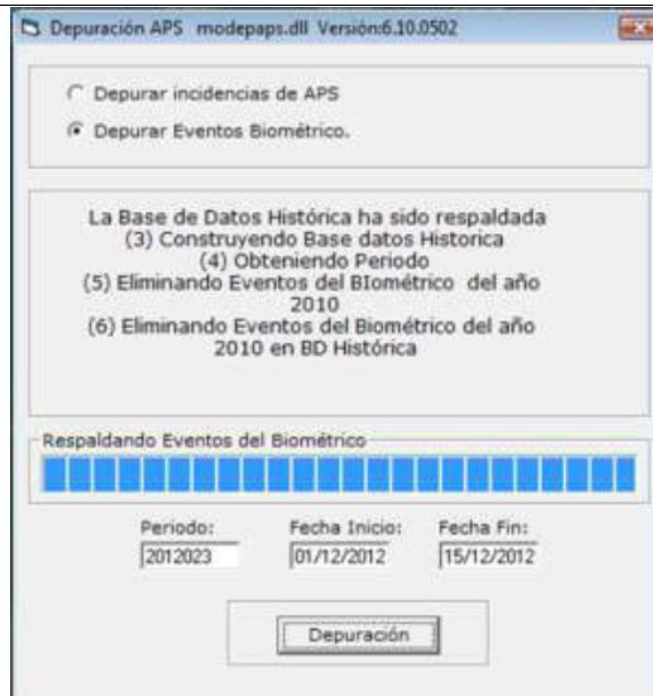 Depuración APS modepaps.dll Versión:6.10.0502
Depurar incidencias de APS
Depurar Eventos Biométrico.
La Base de Datos Histórica ha sido respaldada
(3) Construyendo Base datos Historica
(4) Obteniendo Periodo
(5) Eliminando Eventos del BIométrico del año
2010
(6) Eliminando Eventos del Biométrico del año
2010 en BD Histórica
Respaldando Eventos del Biométrico
Periodo: Fecha Inicio: Fecha Fin:
2012023 01/12/2012 15/12/2012
Depuración